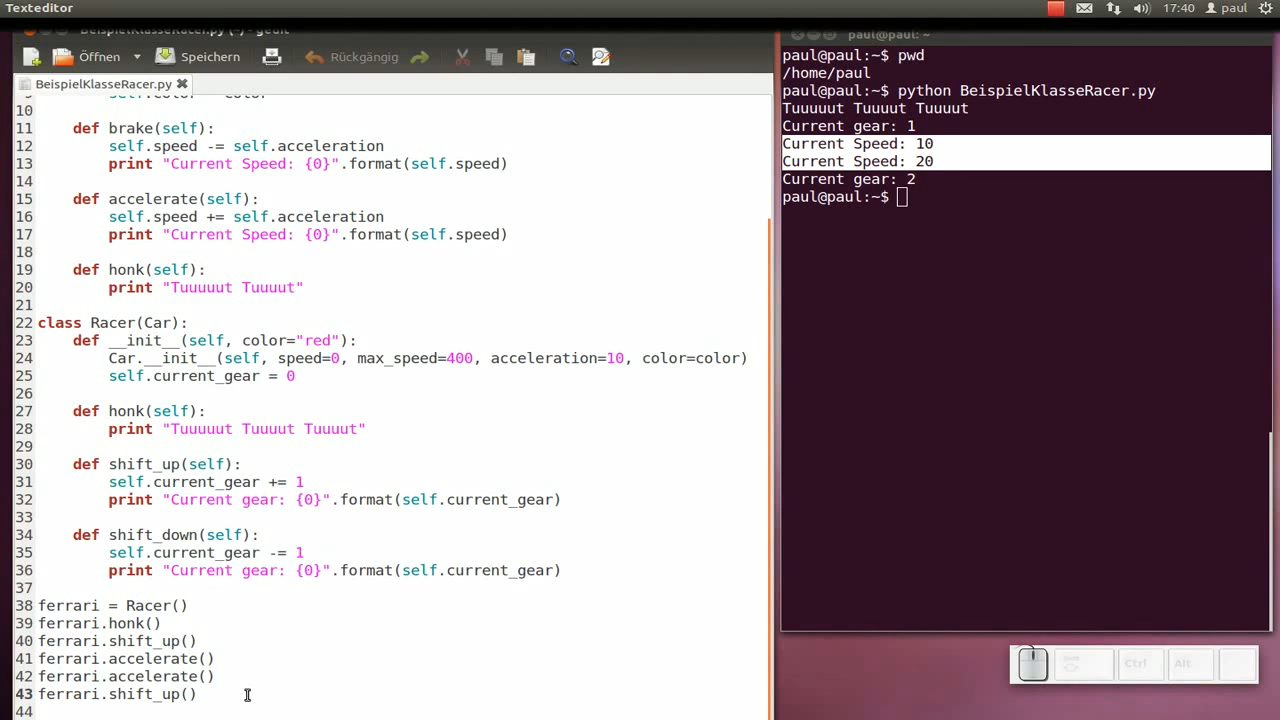 Texteditor
17:40 paul
BeispielKlasseRacer.py (~) - gedit
paul@paul: ~
Öffnen Speichern Rückgängig
BeispielKlasseRacer.py
9 self.color = color
10
11 def brake(self):
12 self.speed -= self.acceleration
13 print "Current Speed: {0}".format(self.speed)
14
15 def accelerate(self):
16 self.speed += self.acceleration
17 print "Current Speed: {0}".format(self.speed)
18
19 def honk(self):
20 print "Tuuuuut Tuuuut"
21
22 class Racer(Car):
23 def __init__(self, color="red"):
24 Car.__init__(self, speed=0, max_speed=400, acceleration=10, color=color)
25 self.current_gear = 0
26
27 def honk(self):
28 print "Tuuuuut Tuuuut Tuuuut"
29
30 def shift_up(self):
31 self.current_gear += 1
32 print "Current gear: {0}".format(self.current_gear)
33
34 def shift_down(self):
35 self.current_gear -= 1
36 print "Current gear: {0}".format(self.current_gear)
37
38 ferrari = Racer()
39 ferrari.honk()
40 ferrari.shift_up()
41 ferrari.accelerate()
42 ferrari.accelerate()
43 ferrari.shift_up()
44
paul@paul:~$ pwd
/home/paul
paul@paul:~$ python BeispielKlasseRacer.py
Tuuuuut Tuuuut Tuuuut
Current gear: 1
Current Speed: 10
Current Speed: 20
Current gear: 2
paul@paul:~$
Ctrl Alt